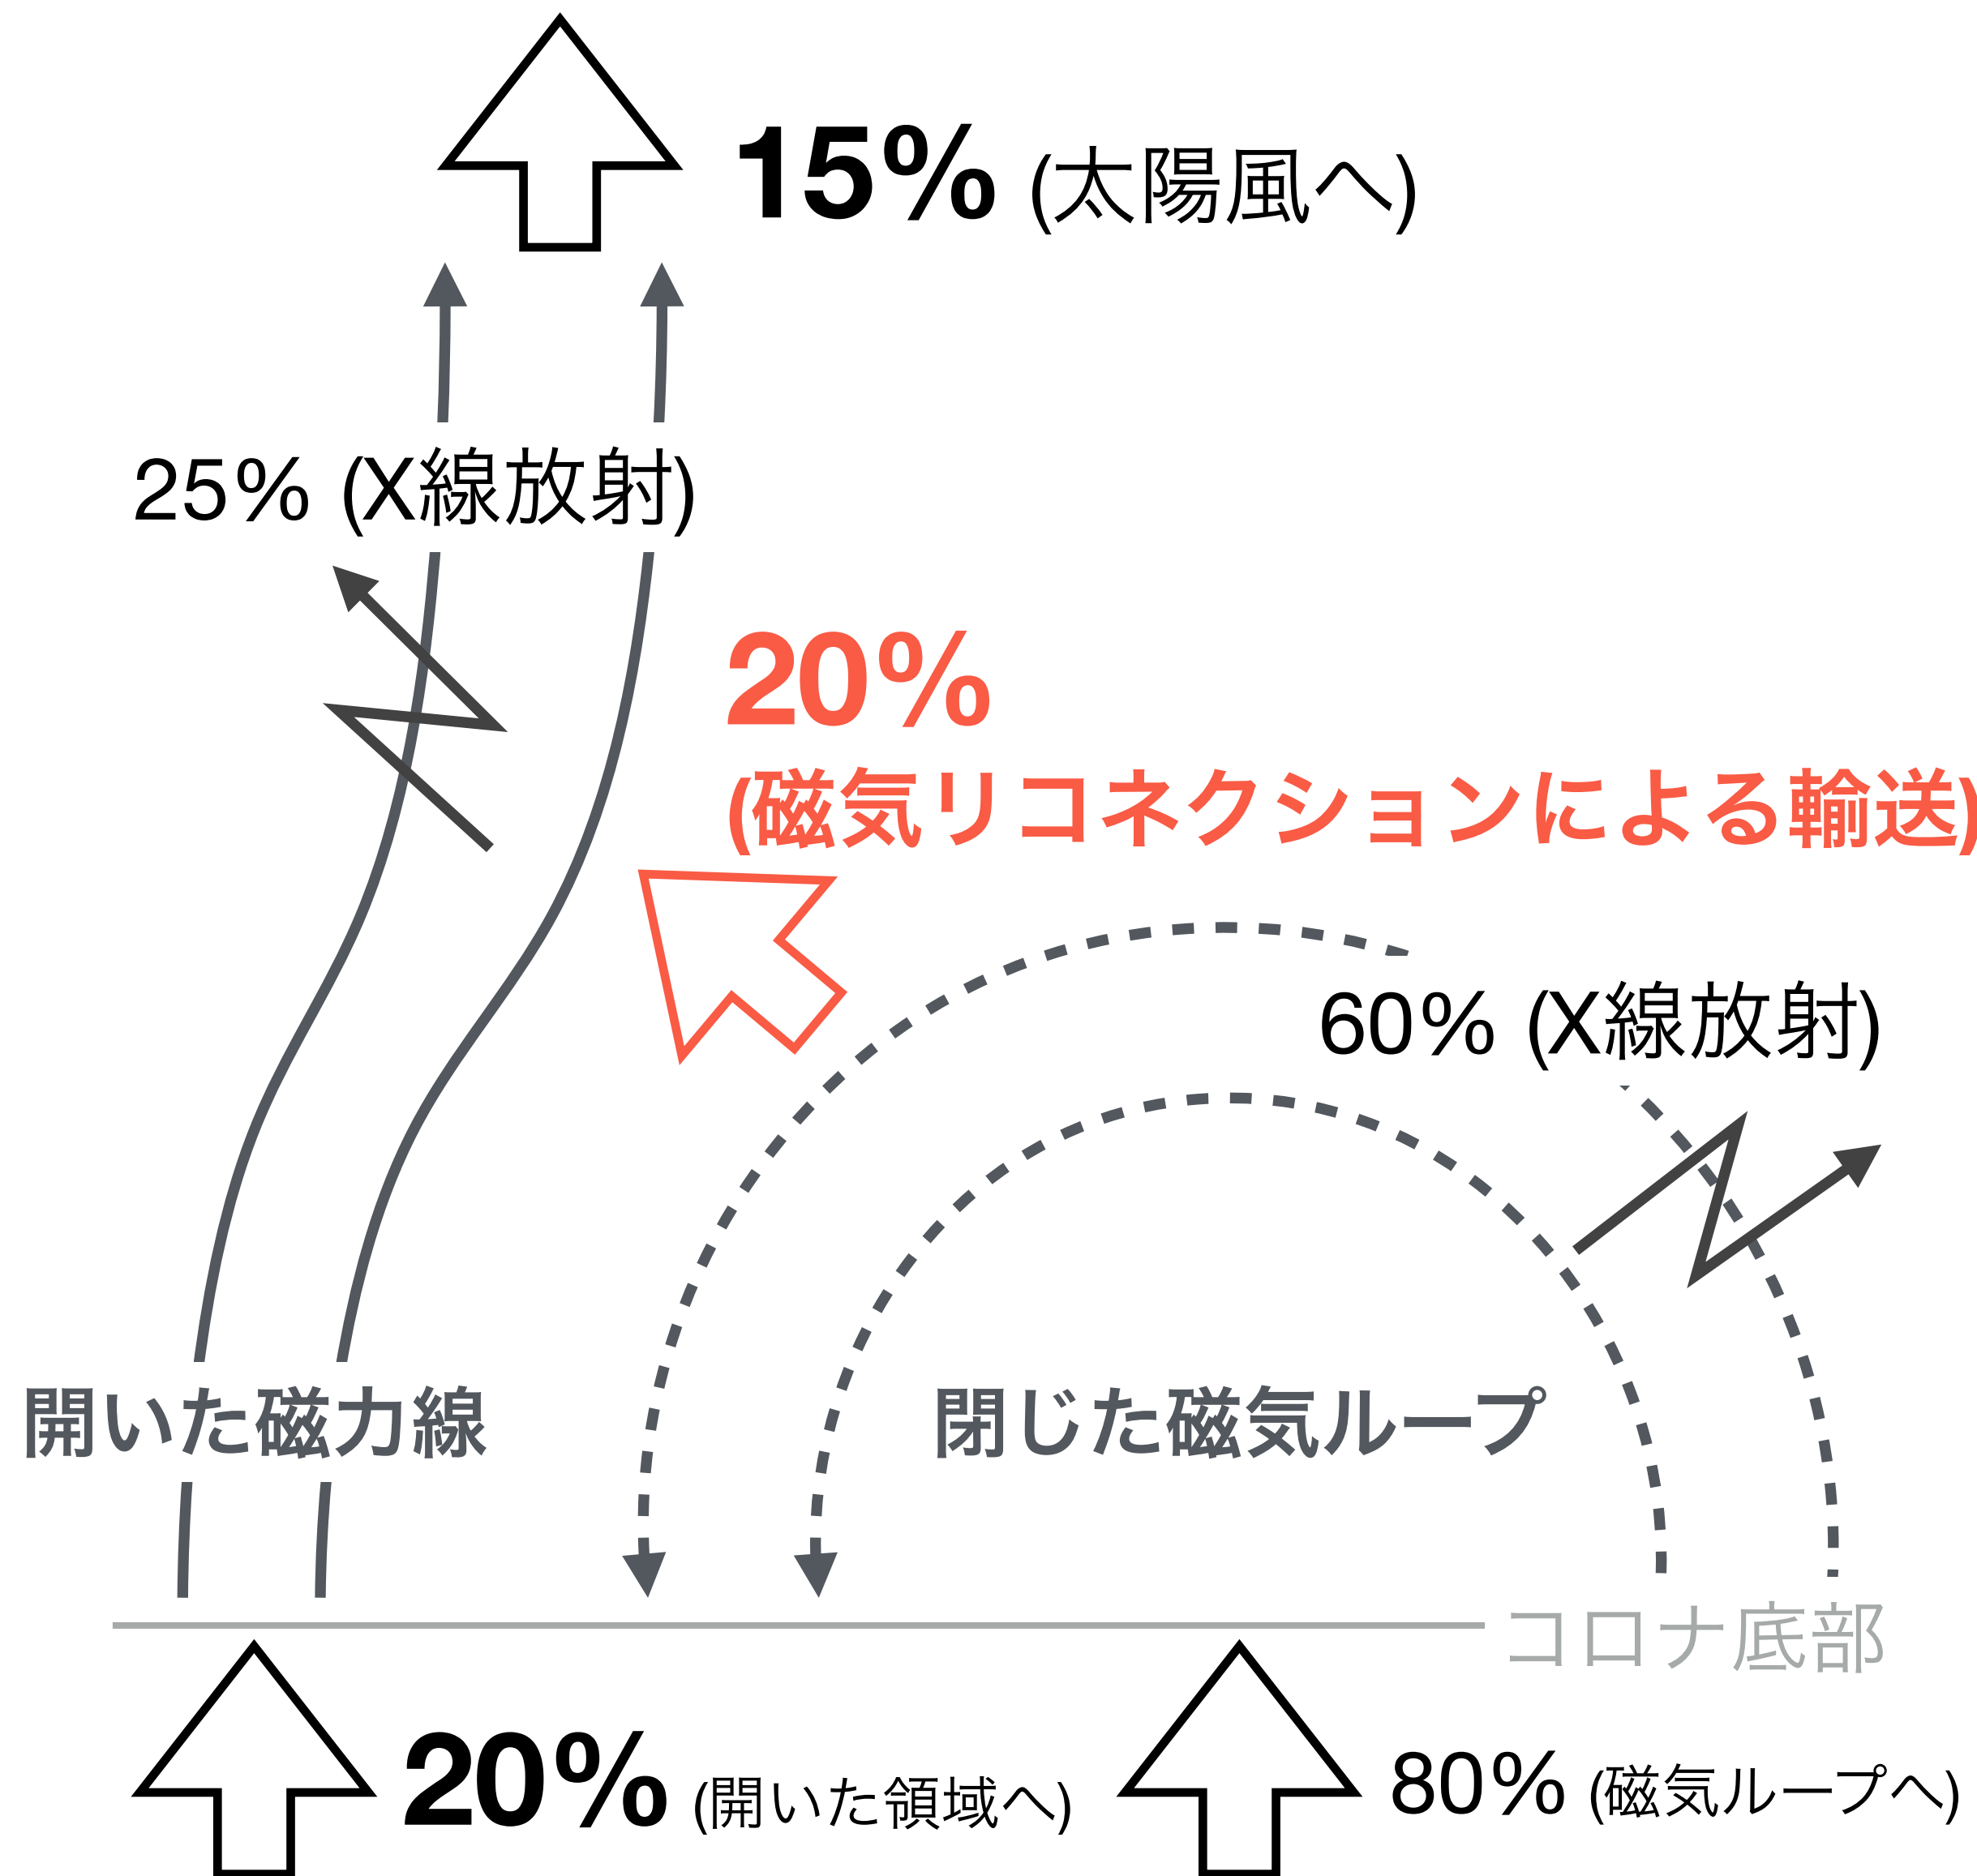 15% (太陽風へ)
25% (X線放射)
20%
(磁気リコネクションによる輸送)
60% (X線放射)
開いた磁力線
閉じた磁気ループ
コロナ底部
20% (開いた領域へ)
80% (磁気ループへ)